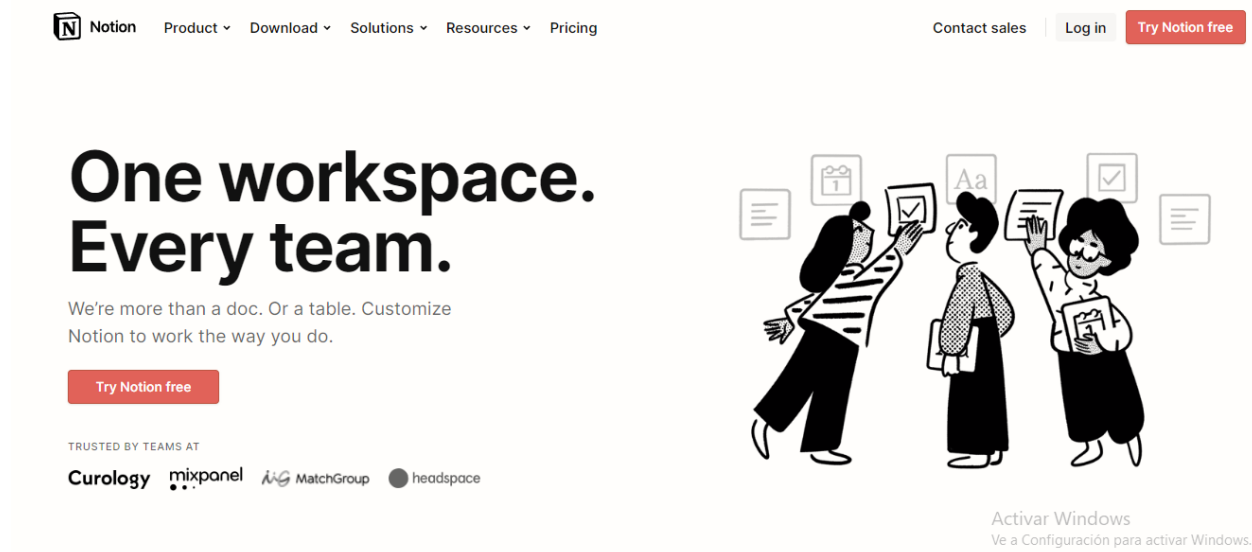 Notion
Product
Download
Solutions
Resources
Pricing
Contact sales
Log in
Try Notion free
One workspace.
Every team.
We’re more than a doc. Or a table. Customize
Notion to work the way you do.
Try Notion free
TRUSTED BY TEAMS AT
Curology
mixpanel
MatchGroup
headspace
1
Aa
Activar Windows
Ve a Configuración para activar Windows.